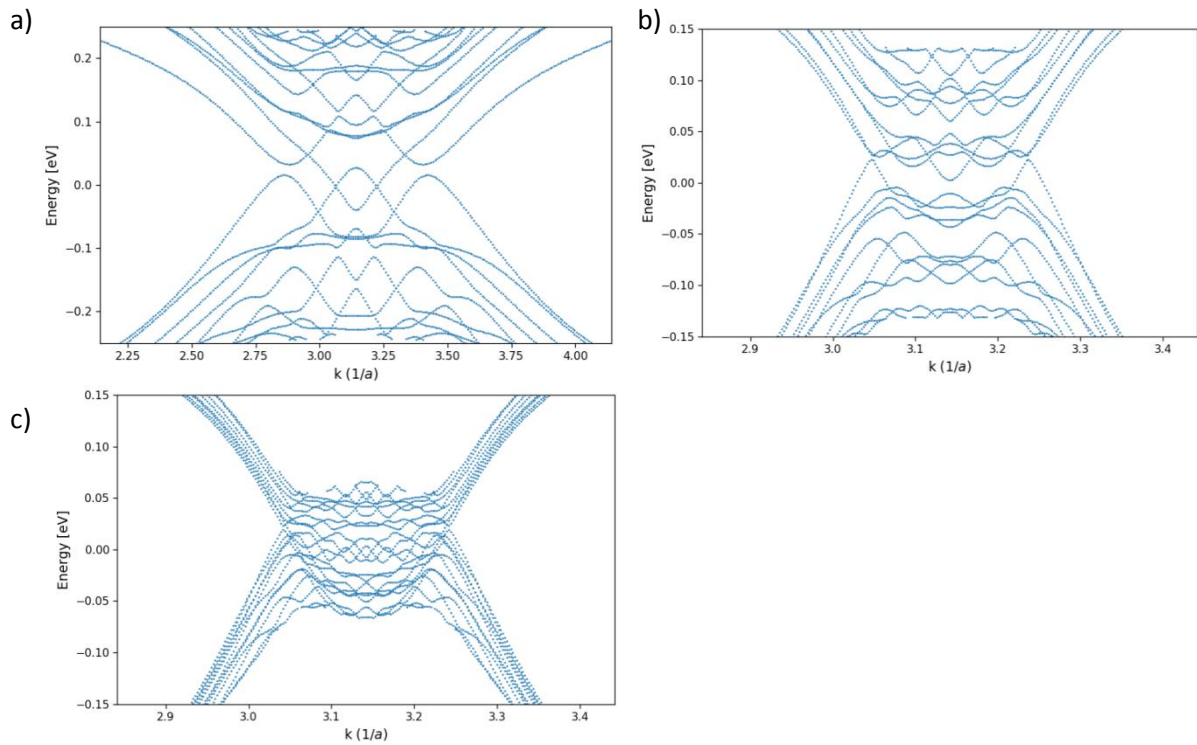 a)
0.2
0.1
0.0
−0.1
−0.2
Energy [eV]
2.25 2.50 2.75 3.00 3.25 3.50 3.75 4.00
k (1/a)
b)
0.15
0.10
0.05
0.00
−0.05
−0.10
−0.15
Energy [eV]
2.9 3.0 3.1 3.2 3.3 3.4
k (1/a)
c)
0.15
0.10
0.05
0.00
−0.05
−0.10
−0.15
Energy [eV]
2.9 3.0 3.1 3.2 3.3 3.4
k (1/a)